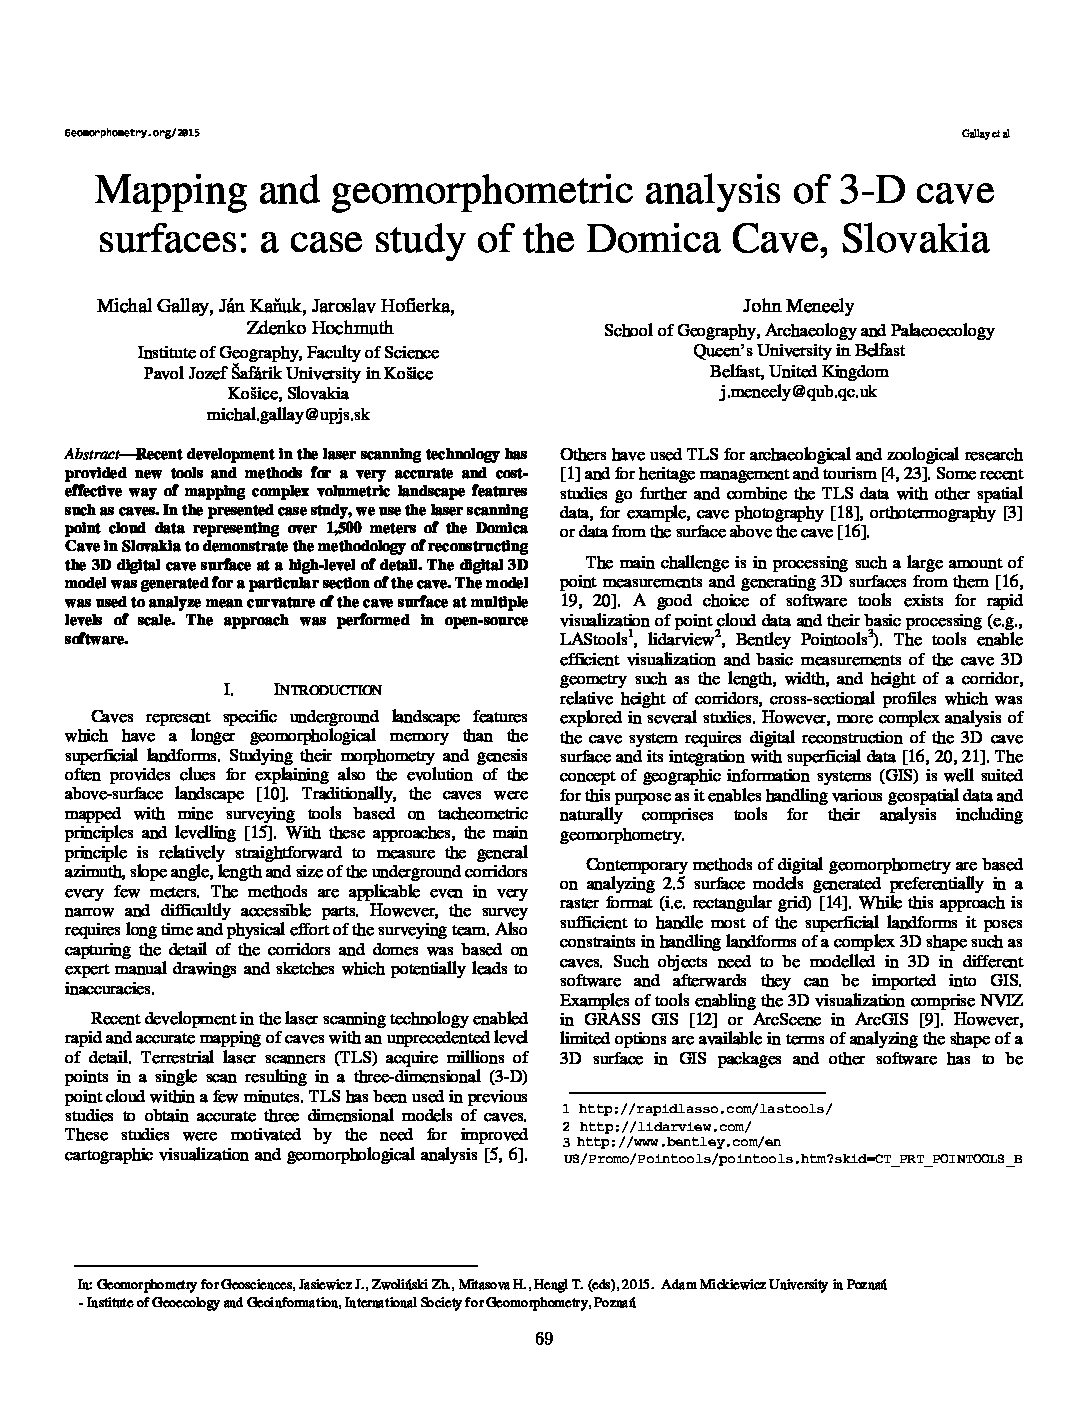 Geomorphometry.org/2015
Gallay et al
Mapping and geomorphometric analysis of 3-D cave
surfaces: a case study of the Domica Cave, Slovakia
Michal Gallay, Ján Kaňuk, Jaroslav Hofierka,
Zdenko Hochmuth
Institute of Geography, Faculty of Science
Pavol Jozef Šafárik University in Košice
Košice, Slovakia
michal.gallay@upjs.sk
John Meneely
School of Geography, Archaeology and Palaeoecology
Queen's University in Belfast
Belfast, United Kingdom
j.meneely@qub.qc.uk
Abstract—Recent development in the laser scanning technology has
provided new tools and methods for a very accurate and cost-
effective way of mapping complex volumetric landscape features
such as caves. In the presented case study, we use the laser scanning
point cloud data representing over 1,500 meters of the Domica
Cave in Slovakia to demonstrate the methodology of reconstructing
the 3D digital cave surface at a high-level of detail. The digital 3D
model was generated for a particular section of the cave. The model
was used to analyze mean curvature of the cave surface at multiple
levels of scale. The approach was performed in open-source
software.
I. INTRODUCTION
Caves represent specific underground landscape features
which have a longer geomorphological memory than the
superficial landforms. Studying their morphometry and genesis
often provides clues for explaining also the evolution of the
above-surface landscape [10]. Traditionally, the caves were
mapped with mine surveying tools based on tacheometric
principles and levelling [15]. With these approaches, the main
principle is relatively straightforward to measure the general
azimuth, slope angle, length and size of the underground corridors
every few meters. The methods are applicable even in very
narrow and difficultly accessible parts. However, the survey
requires long time and physical effort of the surveying team. Also
capturing the detail of the corridors and domes was based on
expert manual drawings and sketches which potentially leads to
inaccuracies.
Recent development in the laser scanning technology enabled
rapid and accurate mapping of caves with an unprecedented level
of detail. Terrestrial laser scanners (TLS) acquire millions of
points in a single scan resulting in a three-dimensional (3-D)
point cloud within a few minutes. TLS has been used in previous
studies to obtain accurate three dimensional models of caves.
These studies were motivated by the need for improved
cartographic visualization and geomorphological analysis [5, 6].
Others have used TLS for archaeological and zoological research
[1] and for heritage management and tourism [4, 23]. Some recent
studies go further and combine the TLS data with other spatial
data, for example, cave photography [18], orthotermography [3]
or data from the surface above the cave [16].
The main challenge is in processing such a large amount of
point measurements and generating 3D surfaces from them [16,
19, 20]. A good choice of software tools exists for rapid
visualization of point cloud data and their basic processing (e.g.,
LAStools1, lidarview2, Bentley Pointools3). The tools enable
efficient visualization and basic measurements of the cave 3D
geometry such as the length, width, and height of a corridor,
relative height of corridors, cross-sectional profiles which was
explored in several studies. However, more complex analysis of
the cave system requires digital reconstruction of the 3D cave
surface and its integration with superficial data [16, 20, 21]. The
concept of geographic information systems (GIS) is well suited
for this purpose as it enables handling various geospatial data and
naturally comprises tools for their analysis including
geomorphometry.
Contemporary methods of digital geomorphometry are based
on analyzing 2.5 surface models generated preferentially in a
raster format (i.e. rectangular grid) [14]. While this approach is
sufficient to handle most of the superficial landforms it poses
constraints in handling landforms of a complex 3D shape such as
caves. Such objects need to be modelled in 3D in different
software and afterwards they can be imported into GIS.
Examples of tools enabling the 3D visualization comprise NVIZ
in GRASS GIS [12] or ArcScene in ArcGIS [9]. However,
limited options are available in terms of analyzing the shape of a
3D surface in GIS packages and other software has to be
1 http://rapidlasso.com/lastools/
2 http://lidarview.com/
3 http://www.bentley.com/en
US/Promo/Pointools/pointools.htm?skid=CT_PRT_POINTOOLS_B
In: Geomorphometry for Geosciences, Jasiewicz J., Zwoliński Zb., Mitasova H., Hengl T. (eds), 2015. Adam Mickiewicz University in Poznań
- Institute of Geoecology and Geoinformation, International Society for Geomorphometry, Poznań
69